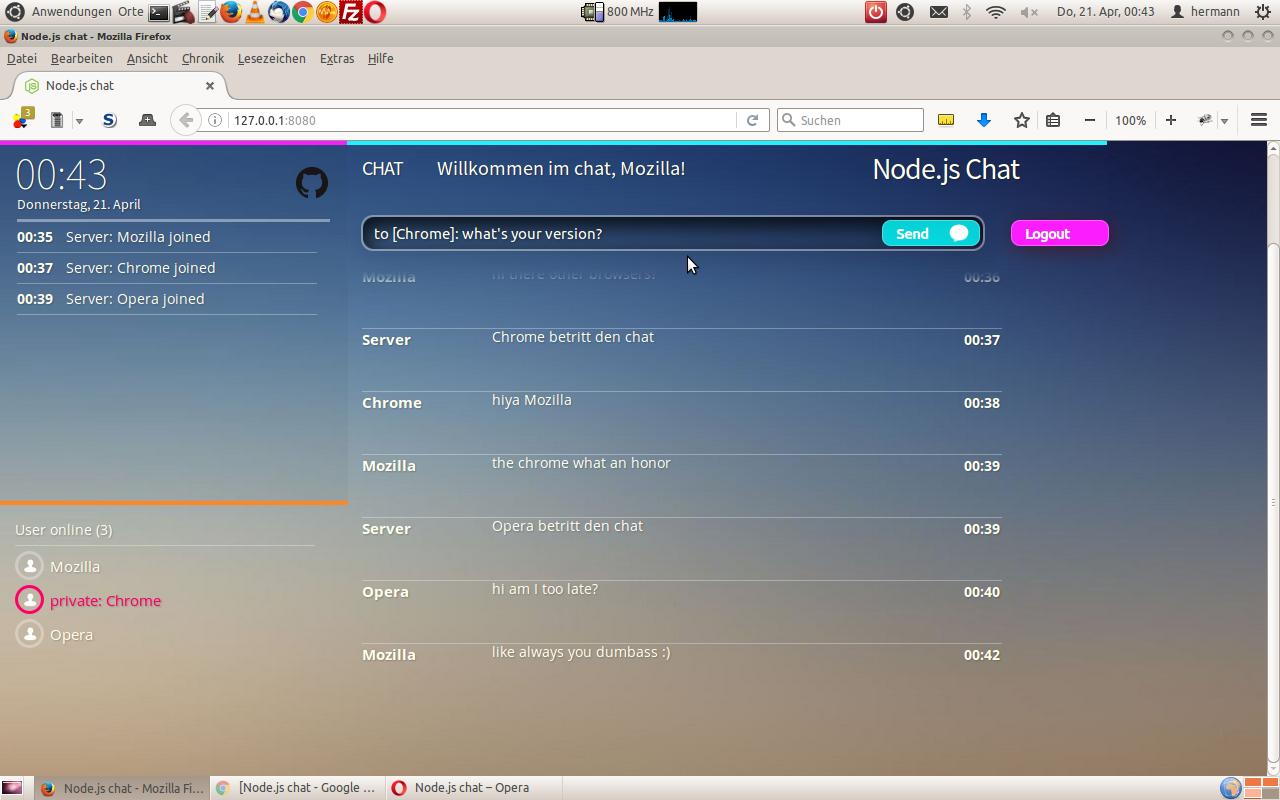 Anwendungen Orte 800 MHz Do, 21. Apr, 00:43 hermann
Node.js chat - Mozilla Firefox
Datei Bearbeiten Ansicht Chronik Lesezeichen Extras Hilfe
Node.js chat
3 127.0.0.1:8080 Suchen 100%
00:43
Donnerstag, 21. April
CHAT Willkommen im chat, Mozilla! Node.js Chat
to [Chrome]: what's your version? Send Logout
00:35 Server: Mozilla joined
00:37 Server: Chrome joined
00:39 Server: Opera joined
Mozilla hi there other browsers! 00:36
Server Chrome betritt den chat 00:37
Chrome hiya Mozilla 00:38
Mozilla the chrome what an honor 00:39
Server Opera betritt den chat 00:39
Opera hi am I too late? 00:40
Mozilla like always you dumbass :) 00:42
User online (3)
Mozilla
private: Chrome
Opera
Node.js chat - Mozilla Fi... [Node.js chat - Google ... Node.js chat – Opera